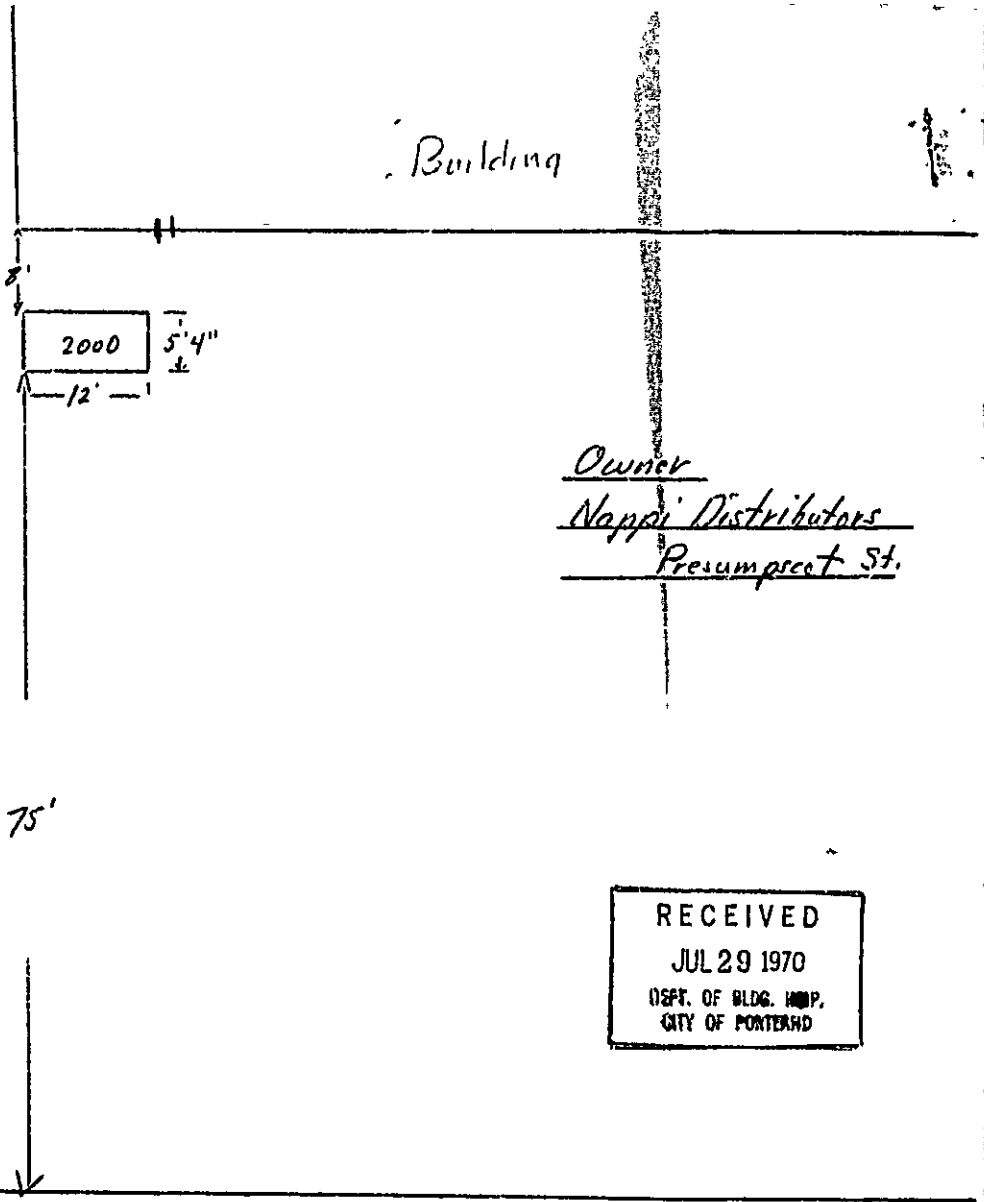 Building
8'
2000
5'4"
12'
Owner
Nappi Distributors
Presumpscot St.
75'
RECEIVED
JUL 29 1970
DEPT. OF BLDG. INSP.
CITY OF PORTLAND